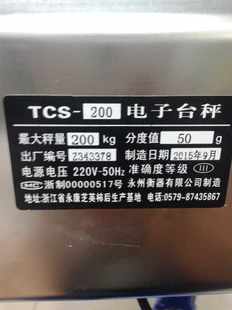 TCS-200 电子台秤
最大秤量 200 kg 分度值 50 g
出厂编号 Z343378 制造日期 2015年9月
电源电压 220V-50Hz 准确度等级 III
MC 浙制00000517号 永州衡器有限公司制造
地址:浙江省永康芝英柿后生产基地 电话:0579-87435867